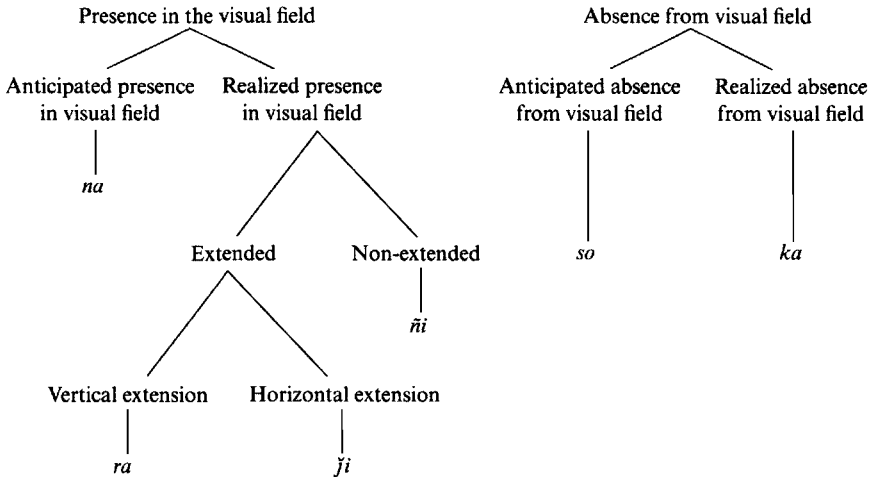 Presence in the visual field
Absence from visual field
Anticipated presence
in visual field
Realized presence
in visual field
Anticipated absence
from visual field
Realized absence
from visual field
na
Extended
Non-extended
so
ka
ñi
Vertical extension
Horizontal extension
ra
ǰi